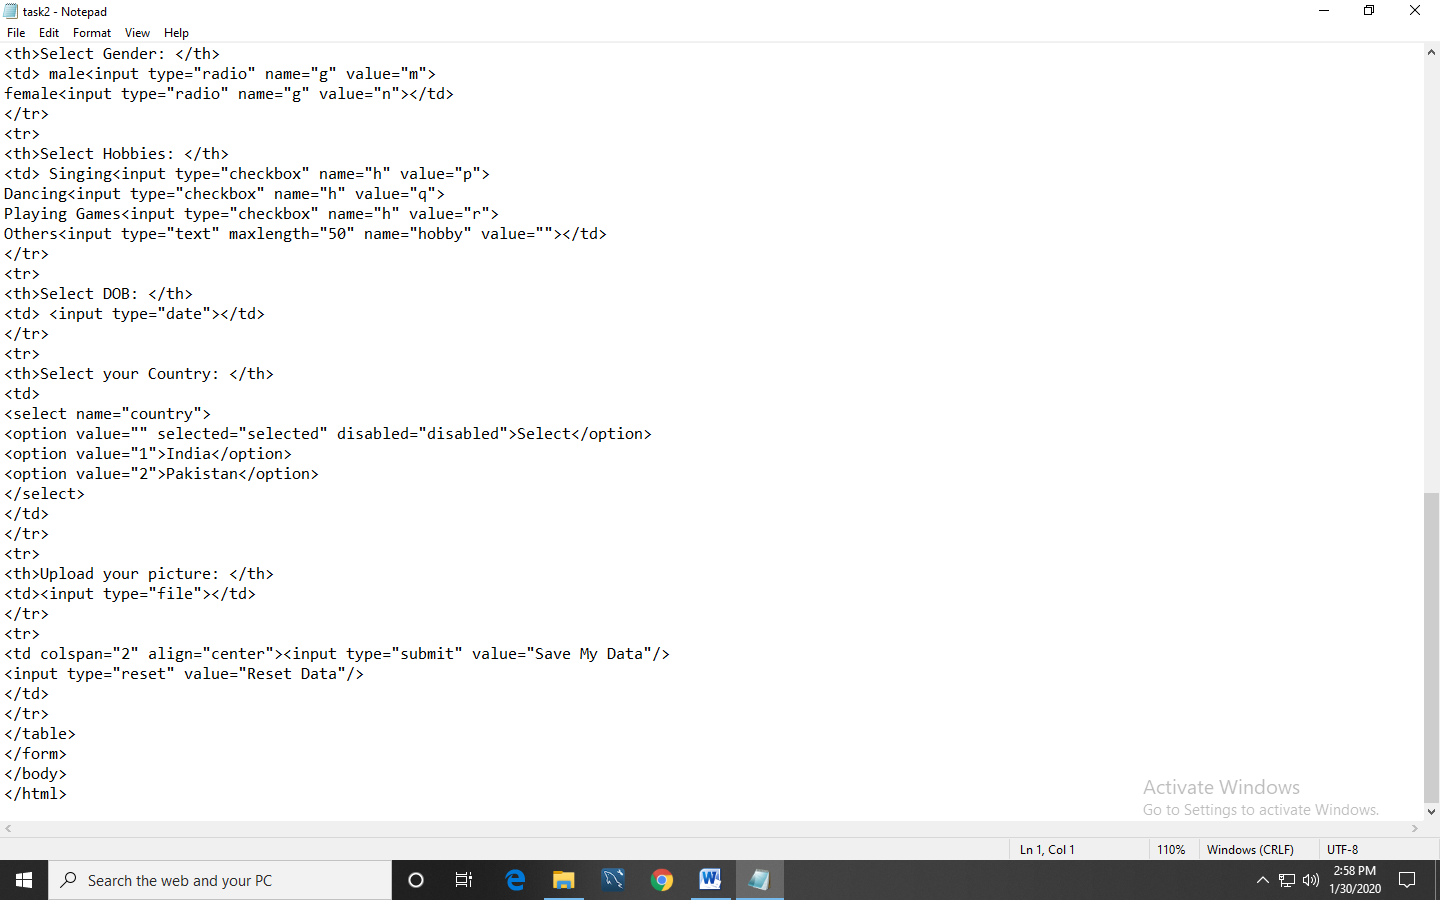 task2 - Notepad
File Edit Format View Help
<th>Select Gender: </th>
<td> male<input type="radio" name="g" value="m">
female<input type="radio" name="g" value="n"></td>
</tr>
<tr>
<th>Select Hobbies: </th>
<td> Singing<input type="checkbox" name="h" value="p">
Dancing<input type="checkbox" name="h" value="q">
Playing Games<input type="checkbox" name="h" value="r">
Others<input type="text" maxlength="50" name="hobby" value=""></td>
</tr>
<tr>
<th>Select DOB: </th>
<td> <input type="date"></td>
</tr>
<tr>
<th>Select your Country: </th>
<td>
<select name="country">
<option value="" selected="selected" disabled="disabled">Select</option>
<option value="1">India</option>
<option value="2">Pakistan</option>
</select>
</td>
</tr>
<tr>
<th>Upload your picture: </th>
<td><input type="file"></td>
</tr>
<tr>
<td colspan="2" align="center"><input type="submit" value="Save My Data"/>
<input type="reset" value="Reset Data"/>
</td>
</tr>
</table>
</form>
</body>
</html>
Activate Windows
Go to Settings to activate Windows.
Ln 1, Col 1 110% Windows (CRLF) UTF-8
Search the web and your PC
2:58 PM
1/30/2020